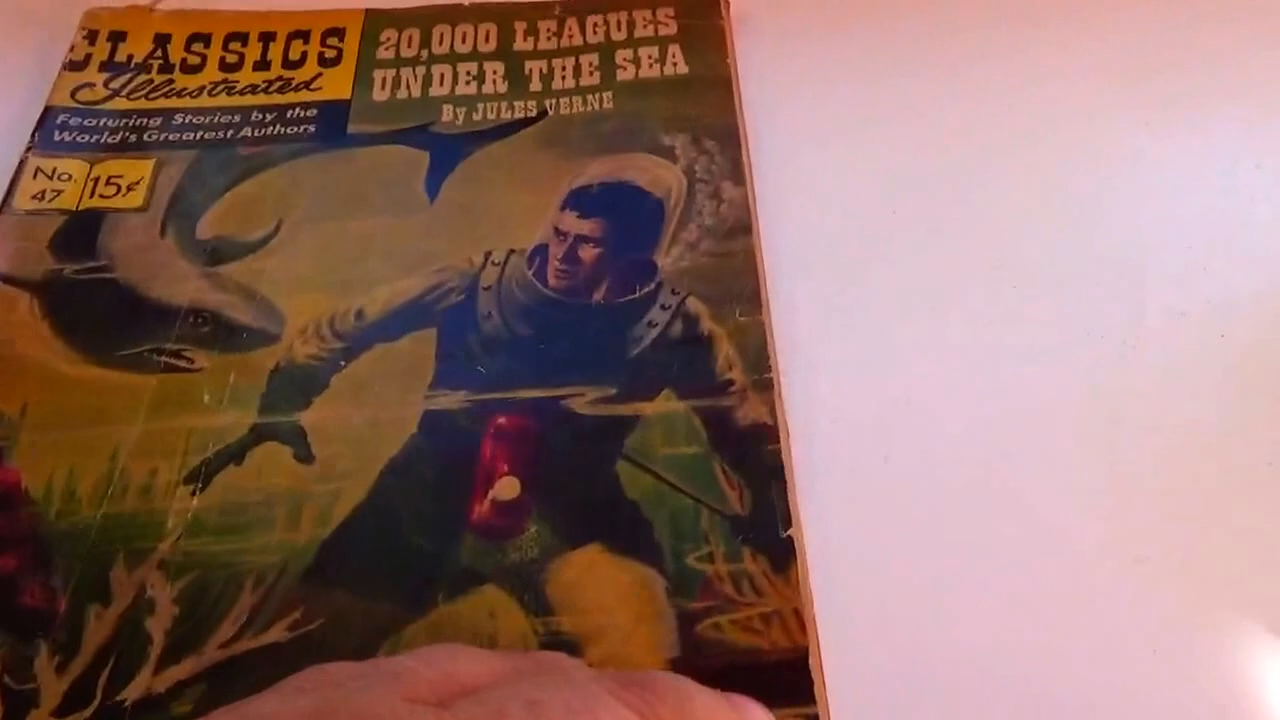 CLASSICS
Illustrated
Featuring Stories by the
World's Greatest Authors
No.
47
15¢
20,000 LEAGUES
UNDER THE SEA
By JULES VERNE